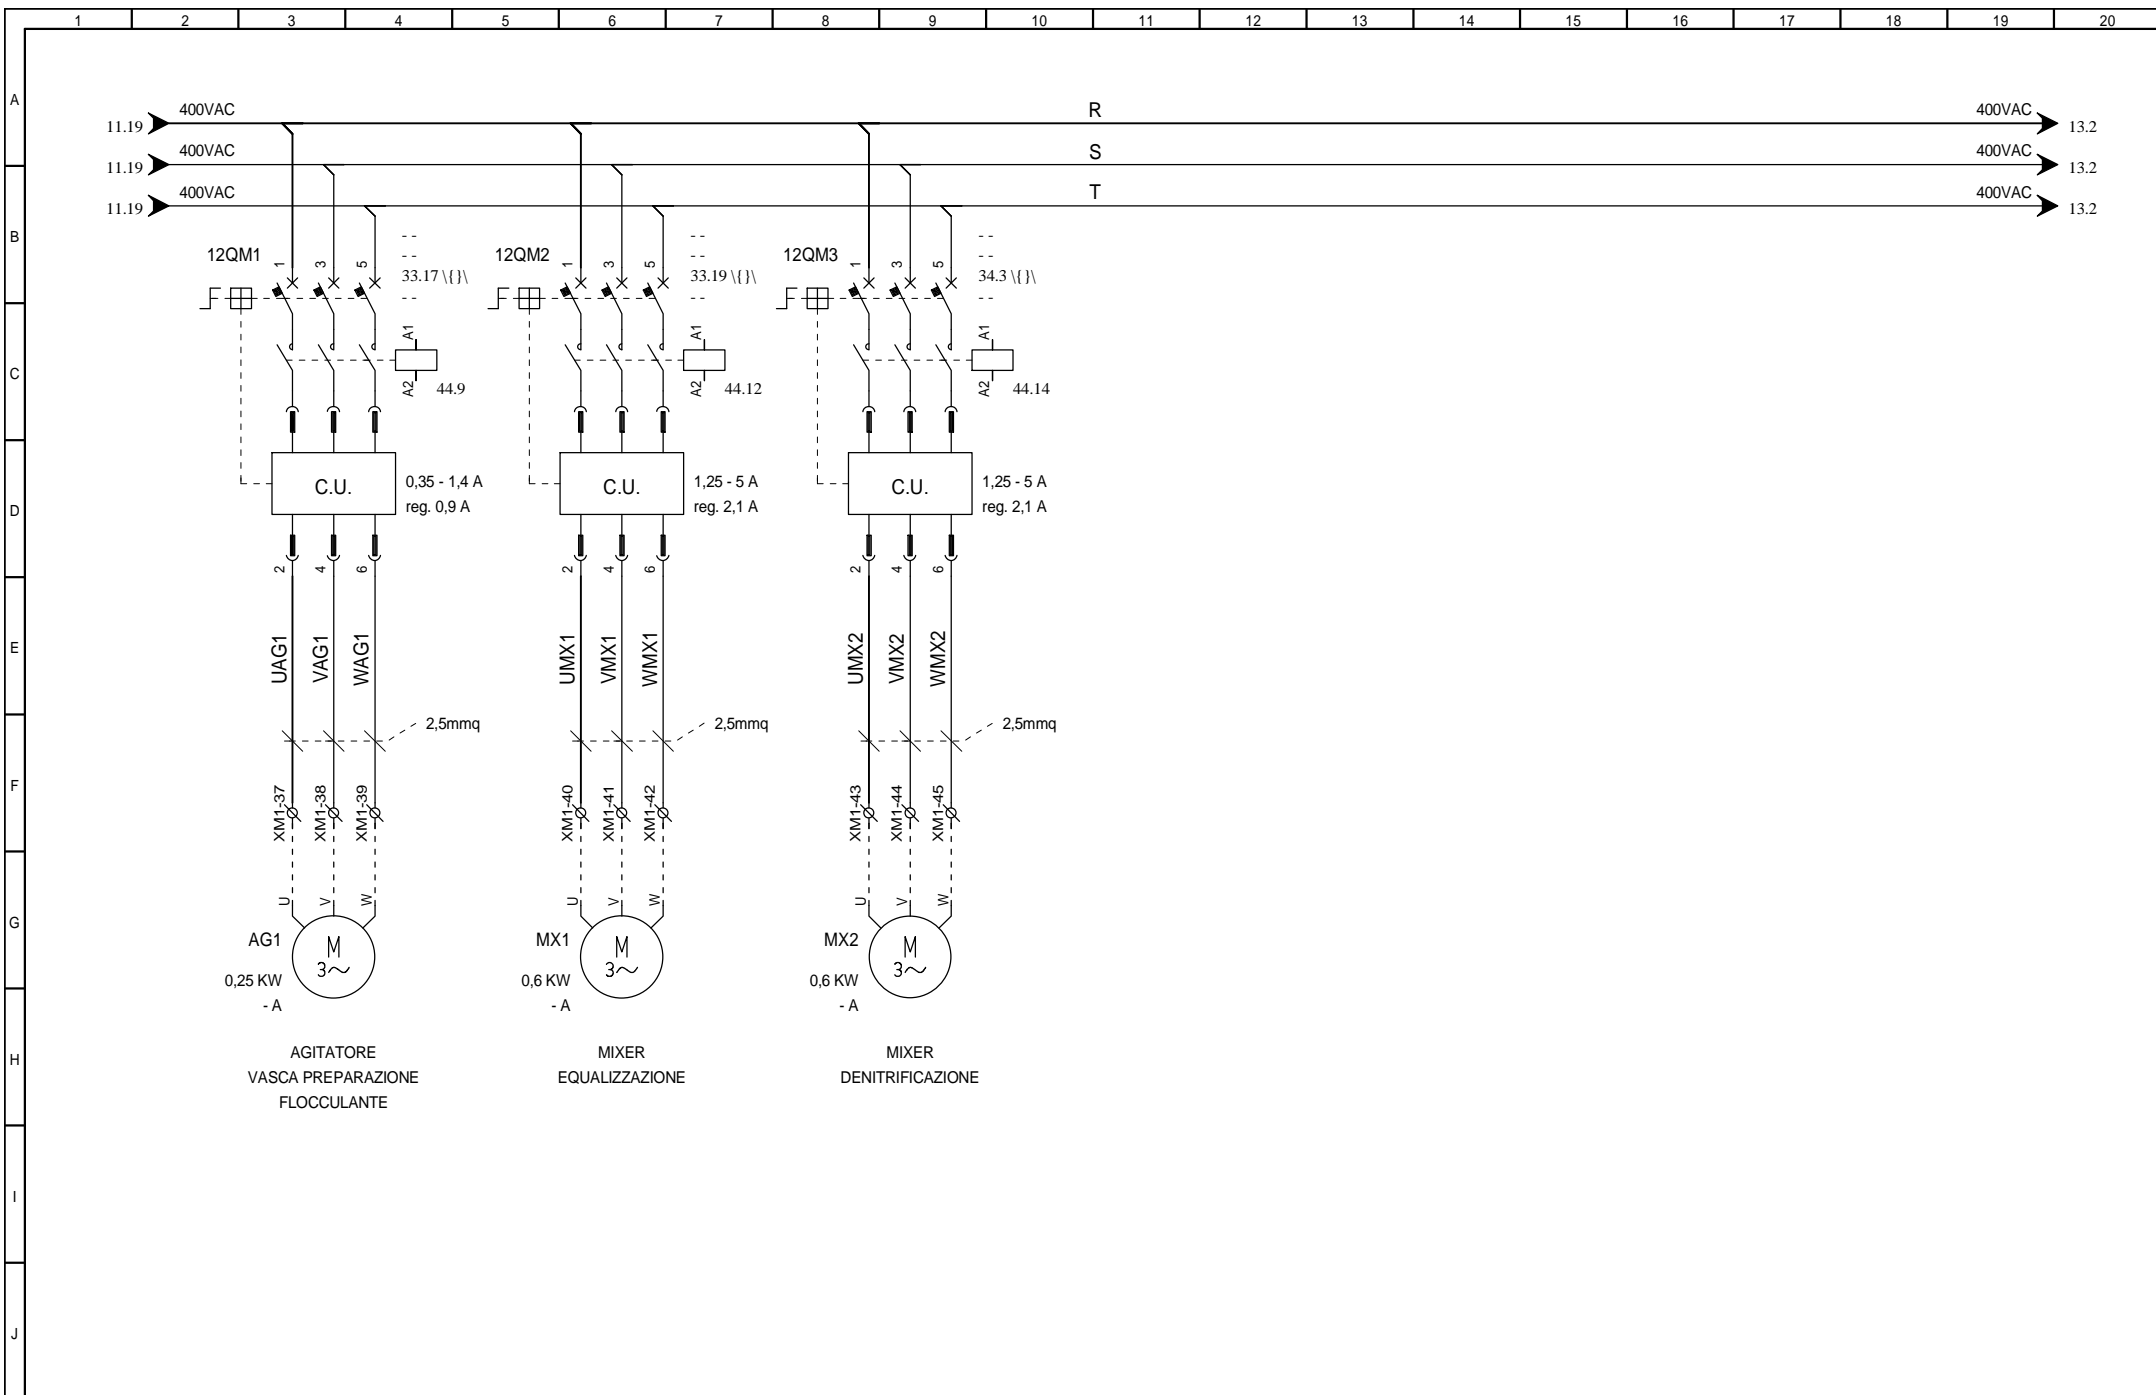 1 2 3 4 5 6 7 8 9 10 11 12 13 14 15 16 17 18 19 20
A
400VAC R 400VAC
11.19 13.2
400VAC S 400VAC
11.19 13.2
400VAC T 400VAC
11.19 13.2
B
- - - - - -
12QM1 1 3 5 - - 12QM2 1 3 5 - - 12QM3 1 3 5 - -
33.17 \{}\ 33.19 \{}\ 34.3 \{}\
- - - - - -
A1 A1 A1
C
A2 44.9 A2 44.12 A2 44.14
C.U. 0,35 - 1,4 A C.U. 1,25 - 5 A C.U. 1,25 - 5 A
D reg. 0,9 A reg. 2,1 A reg. 2,1 A
2 4 6 2 4 6 2 4 6
E
UAG1 VAG1 WAG1 UMX1 VMX1 WMX1 UMX2 VMX2 WMX2
2,5mmq 2,5mmq 2,5mmq
F
XM1-37 XM1-38 XM1-39 XM1-40 XM1-41 XM1-42 XM1-43 XM1-44 XM1-45
U V W U V W U V W
G
AG1 M MX1 M MX2 M
3~ 3~ 3~
0,25 KW 0,6 KW 0,6 KW
- A - A - A
H
AGITATORE MIXER MIXER
VASCA PREPARAZIONE EQUALIZZAZIONE DENITRIFICAZIONE
FLOCCULANTE
I
J